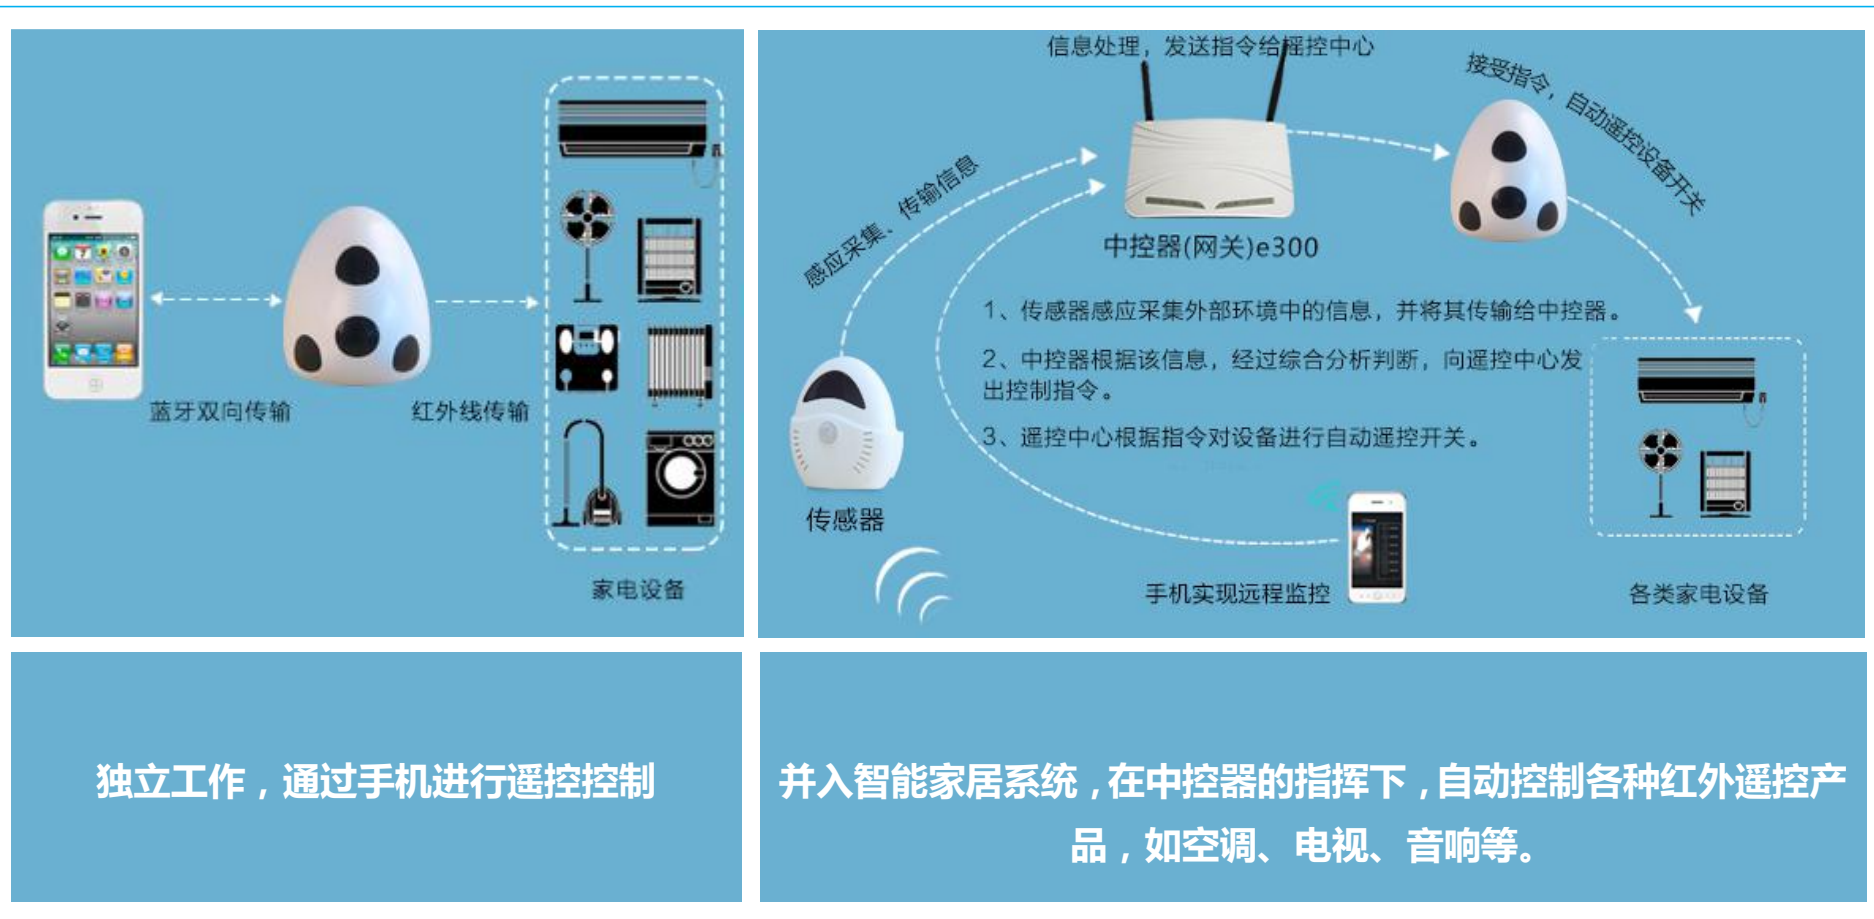 蓝牙双向传输
红外线传输
家电设备
信息处理，发送指令给摇控中心
接受指令，自动遥控设备开关
感应采集、传输信息
中控器(网关)e300
1、传感器感应采集外部环境中的信息，并将其传输给中控器。
2、中控器根据该信息，经过综合分析判断，向遥控中心发
出控制指令。
3、遥控中心根据指令对设备进行自动遥控开关。
传感器
手机实现远程监控
各类家电设备
独立工作，通过手机进行遥控控制
并入智能家居系统，在中控器的指挥下，自动控制各种红外遥控产
品，如空调、电视、音响等。